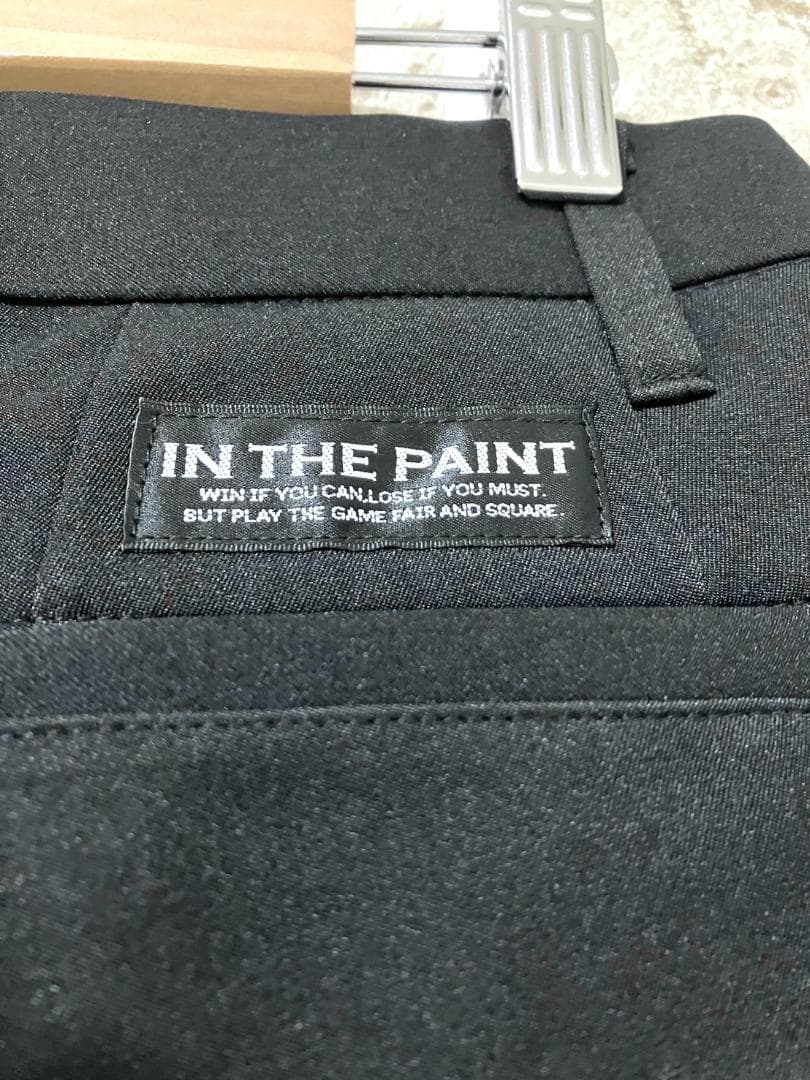 IN THE PAINT
WIN IF YOU CAN,LOSE IF YOU MUST.
BUT PLAY THE GAME FAIR AND SQUARE.